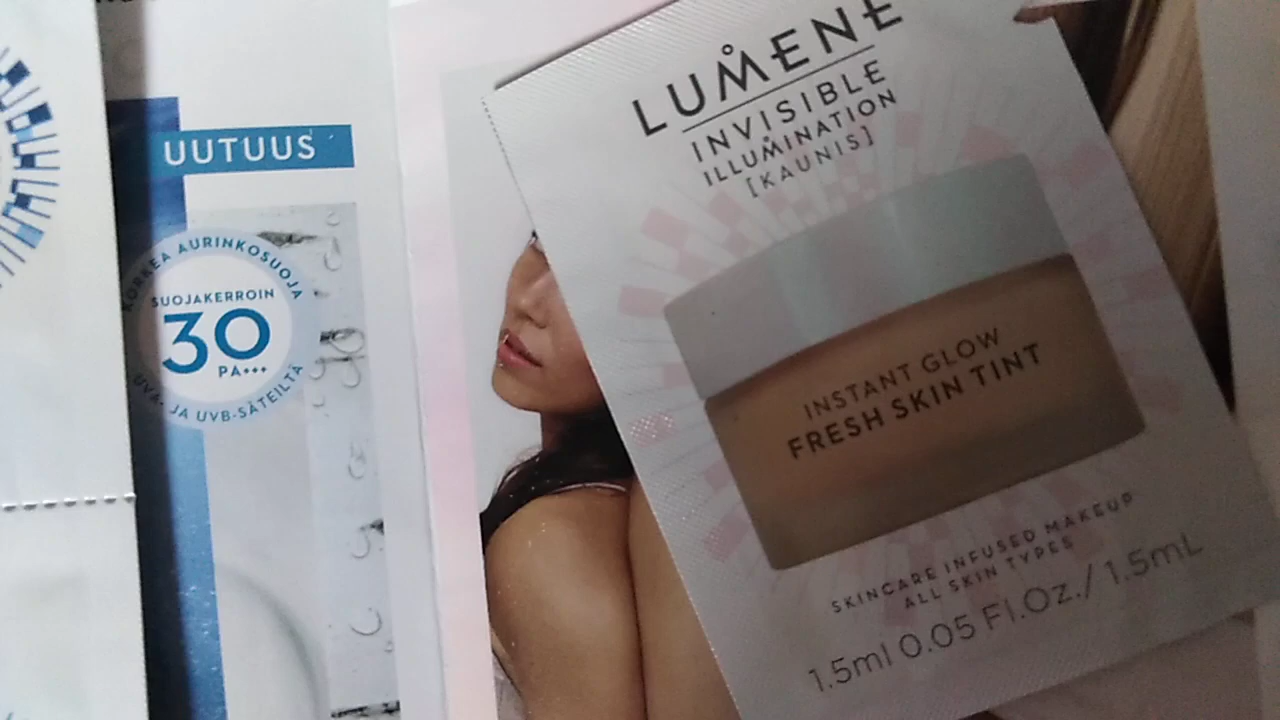 UUTUUS
KORKEA AURINKOSUOJA
SUOJAKERROIN
30
PA+++
UVA- JA UVB-SÄTEILTÄ
LUMENE
INVISIBLE
ILLUMINATION
[KAUNIS]
INSTANT GLOW
FRESH SKIN TINT
SKINCARE INFUSED MAKEUP
ALL SKIN TYPES
1.5ml 0.05 Fl.Oz./ 1.5mL